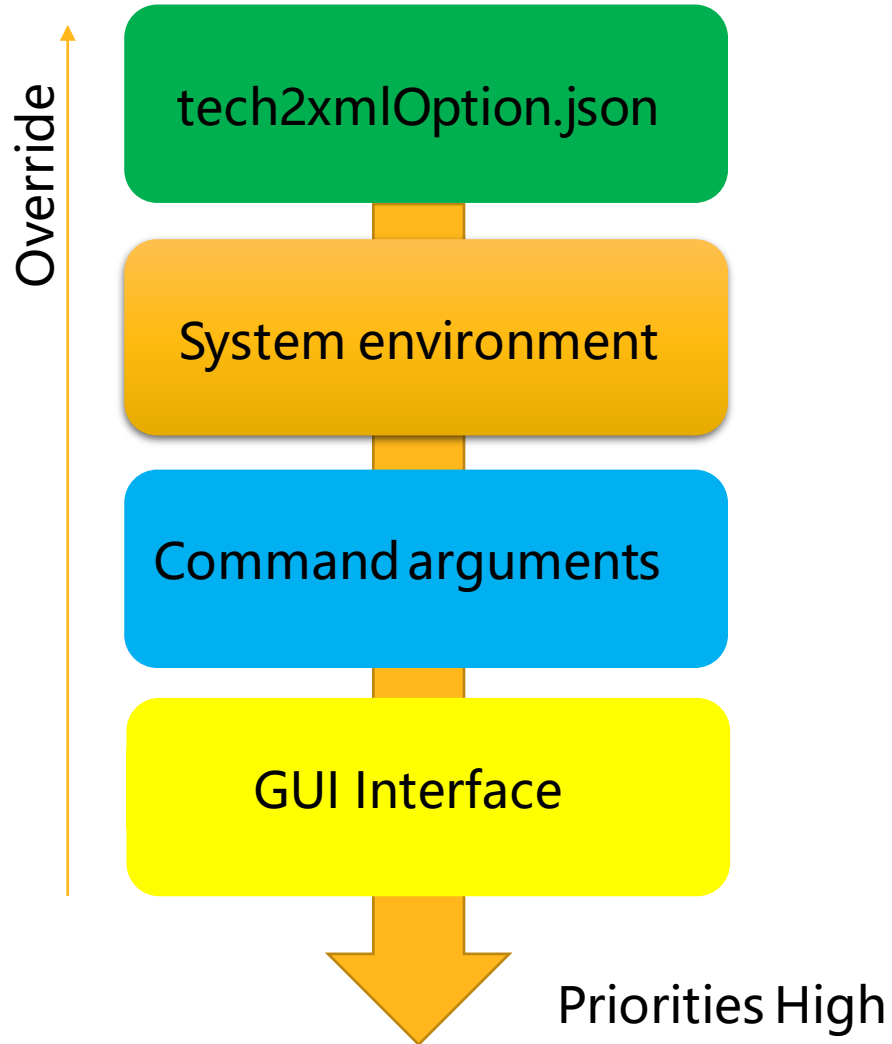 Override
tech2xmlOption.json
System environment
Command arguments
GUI Interface
Priorities High